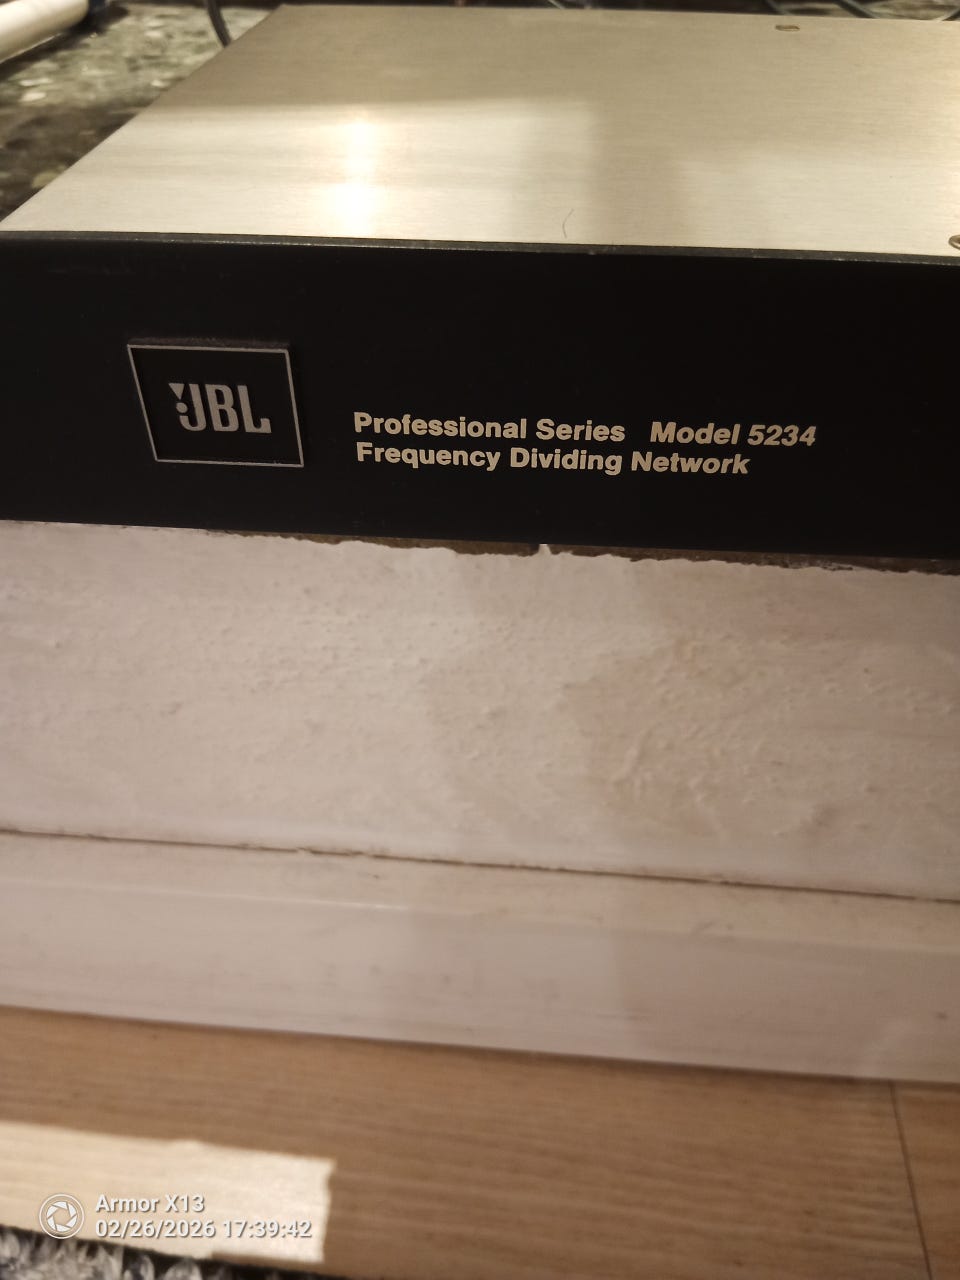 JBL
Professional Series Model 5234
Frequency Dividing Network
Armor X13
02/26/2026 17:39:42